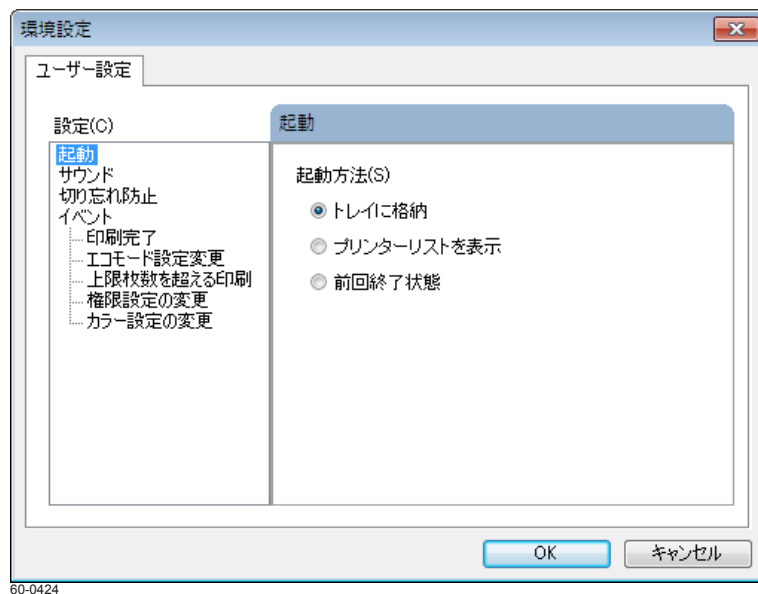 環境設定
ユーザー設定
設定(C)
起動
サウンド
切り忘れ防止
イベント
印刷完了
エコモード設定変更
上限枚数を超える印刷
権限設定の変更
カラー設定の変更
起動
起動方法(S)
トレイに格納
プリンターリストを表示
前回終了状態
OK
キャンセル
60-0424